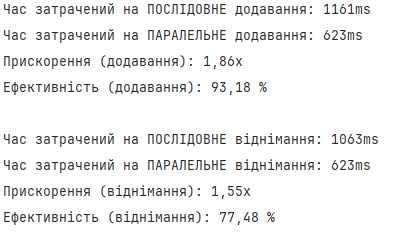 Час затрачений на ПОСЛІДОВНЕ додавання: 1161ms
Час затрачений на ПАРАЛЕЛЬНЕ додавання: 623ms
Прискорення (додавання): 1,86x
Ефективність (додавання): 93,18 %
Час затрачений на ПОСЛІДОВНЕ віднімання: 1063ms
Час затрачений на ПАРАЛЕЛЬНЕ віднімання: 623ms
Прискорення (віднімання): 1,55x
Ефективність (віднімання): 77,48 %